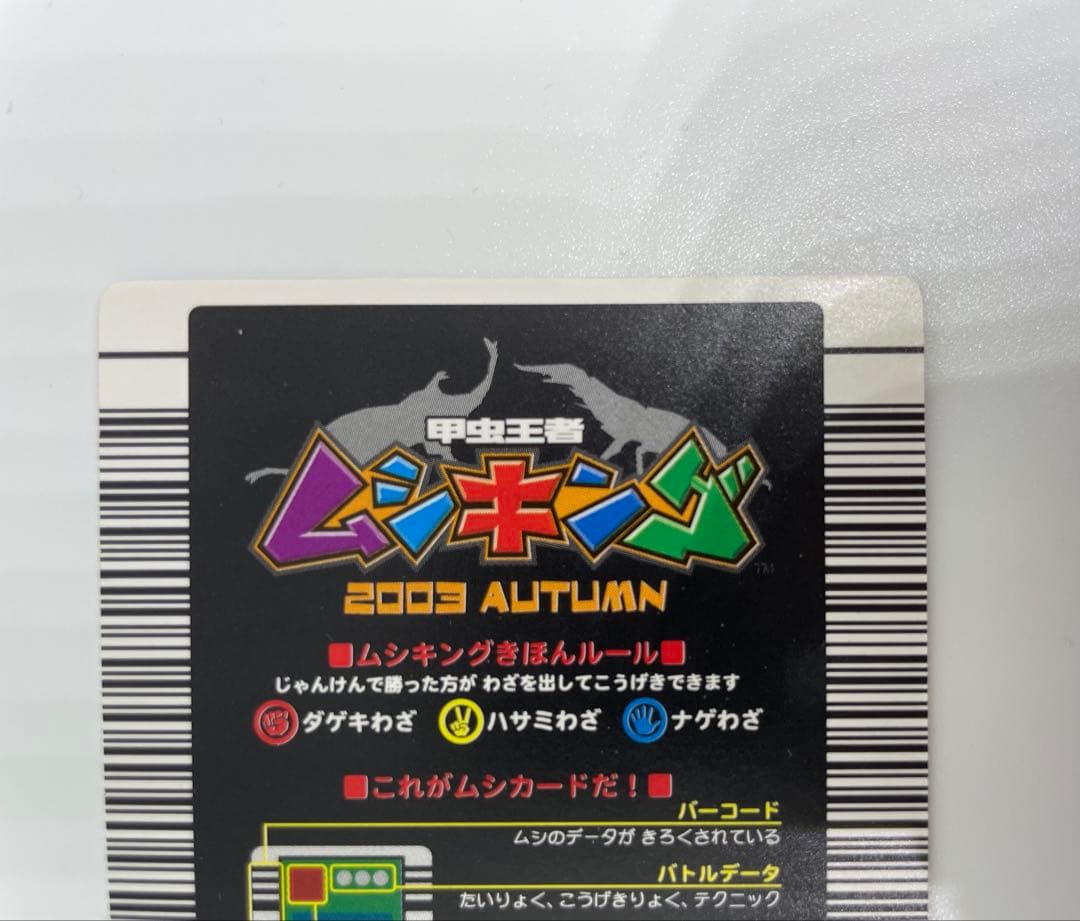 甲虫王者
ムシキング
TM
2003 AUTUMN
■ムシキングきほんルール■
じゃんけんで勝った方が わざを出してこうげきできます
ダゲキわざ ハサミわざ ナゲわざ
■これがムシカードだ！■
バーコード
ムシのデータが きろくされている
バトルデータ
たいりょく、こうげきりょく、テクニック